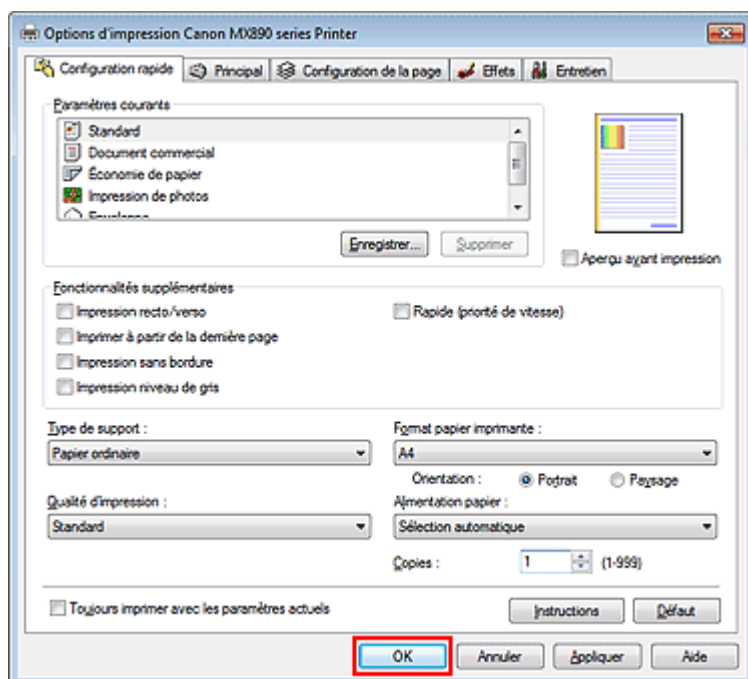 Options d'impression Canon MX890 series Printer
Configuration rapide Principal Configuration de la page Effets Entretien
Paramètres courants
Standard
Document commercial
Économie de papier
Impression de photos
Enregistrer... Supprimer
Aperçu avant impression
Fonctionnalités supplémentaires
Impression recto/verso Rapide (priorité de vitesse)
Imprimer à partir de la dernière page
Impression sans bordure
Impression niveau de gris
Type de support : Format papier imprimante :
Papier ordinaire A4
Orientation : Portrait Paysage
Qualité d'impression : Alimentation papier :
Standard Sélection automatique
Copies : 1 (1-999)
Toujours imprimer avec les paramètres actuels Instructions Défaut
OK Annuler Appliquer Aide